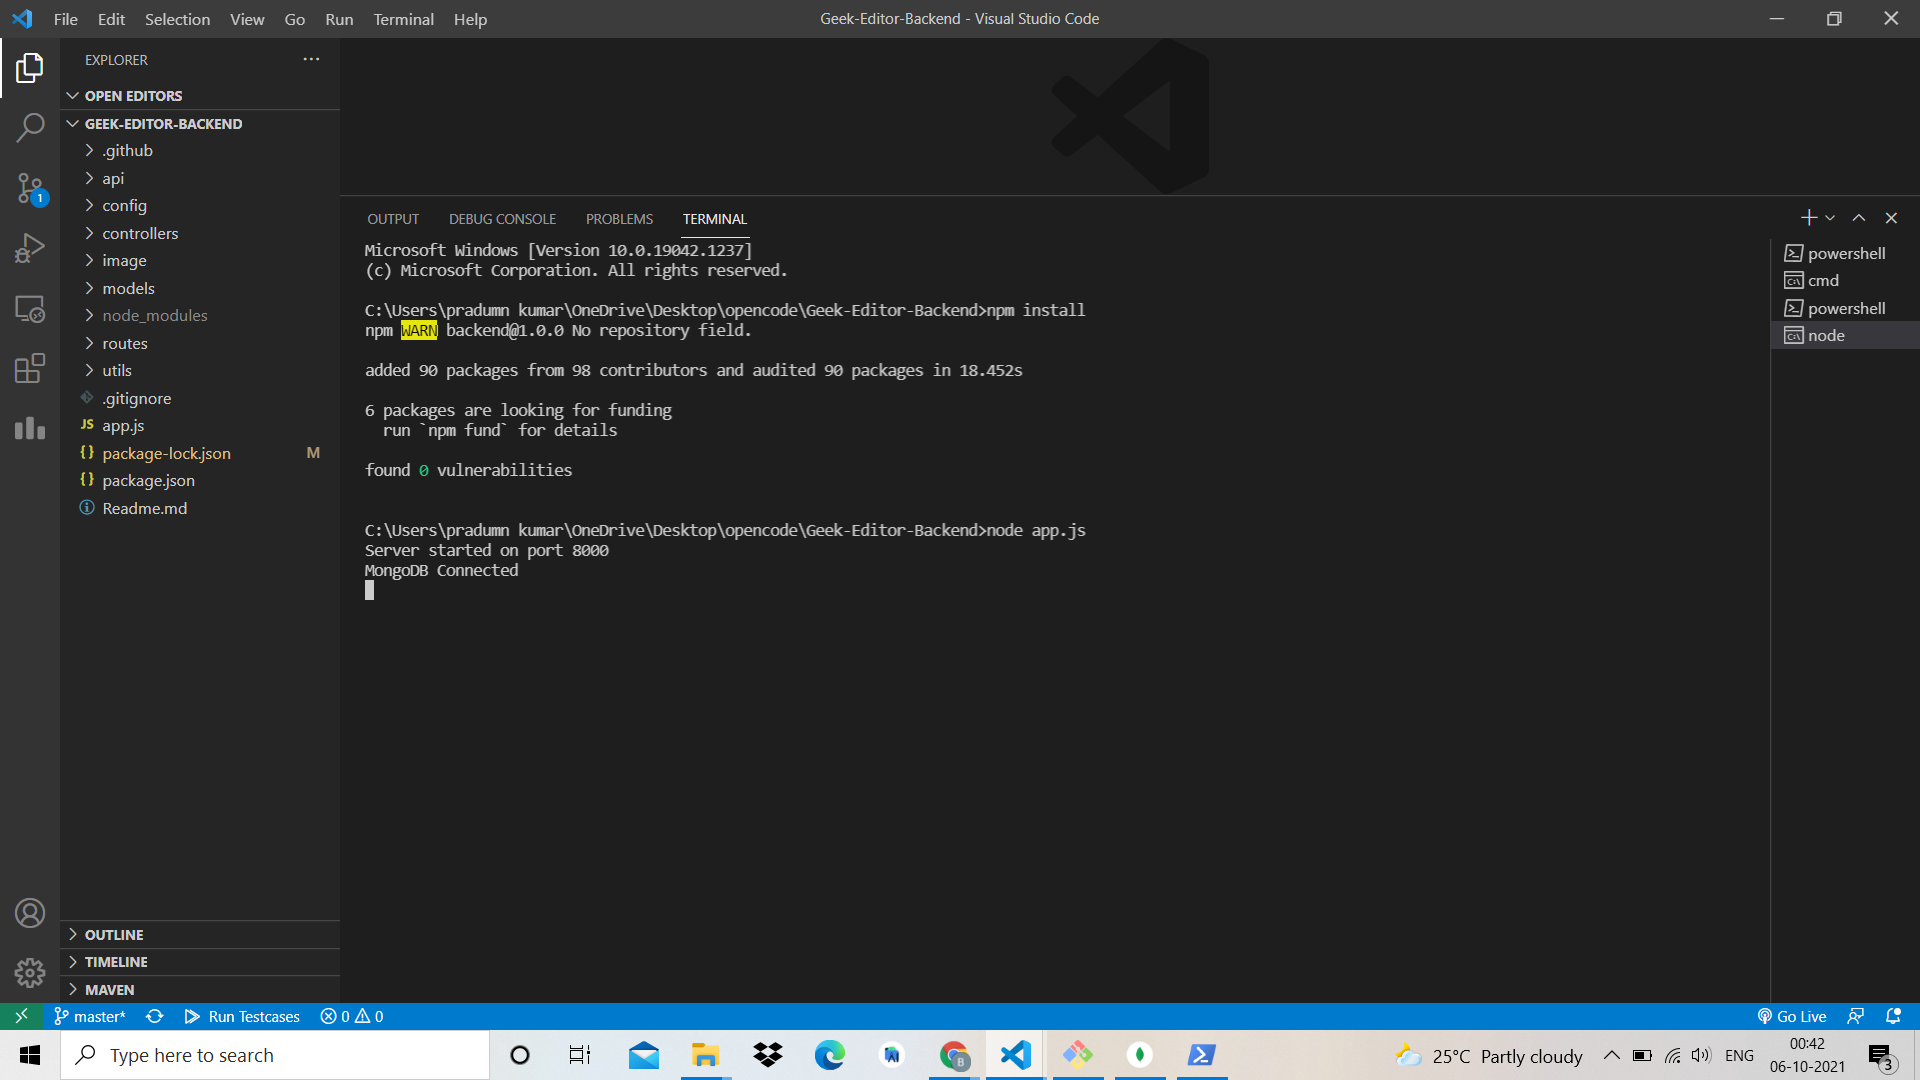 File Edit Selection View Go Run Terminal Help
Geek-Editor-Backend - Visual Studio Code
EXPLORER
OPEN EDITORS
GEEK-EDITOR-BACKEND
.github
api
config
controllers
image
models
node_modules
routes
utils
.gitignore
JS app.js
{} package-lock.json M
{} package.json
Readme.md
OUTLINE
TIMELINE
MAVEN
1
OUTPUT DEBUG CONSOLE PROBLEMS TERMINAL
Microsoft Windows [Version 10.0.19042.1237]
(c) Microsoft Corporation. All rights reserved.
C:\Users\pradumn kumar\OneDrive\Desktop\opencode\Geek-Editor-Backend>npm install
npm WARN backend@1.0.0 No repository field.
added 90 packages from 98 contributors and audited 90 packages in 18.452s
6 packages are looking for funding
run `npm fund` for details
found 0 vulnerabilities
C:\Users\pradumn kumar\OneDrive\Desktop\opencode\Geek-Editor-Backend>node app.js
Server started on port 8000
MongoDB Connected
powershell
cmd
powershell
node
master* Run Testcases 0 0
Go Live
Type here to search
25°C Partly cloudy
ENG
00:42
06-10-2021
3